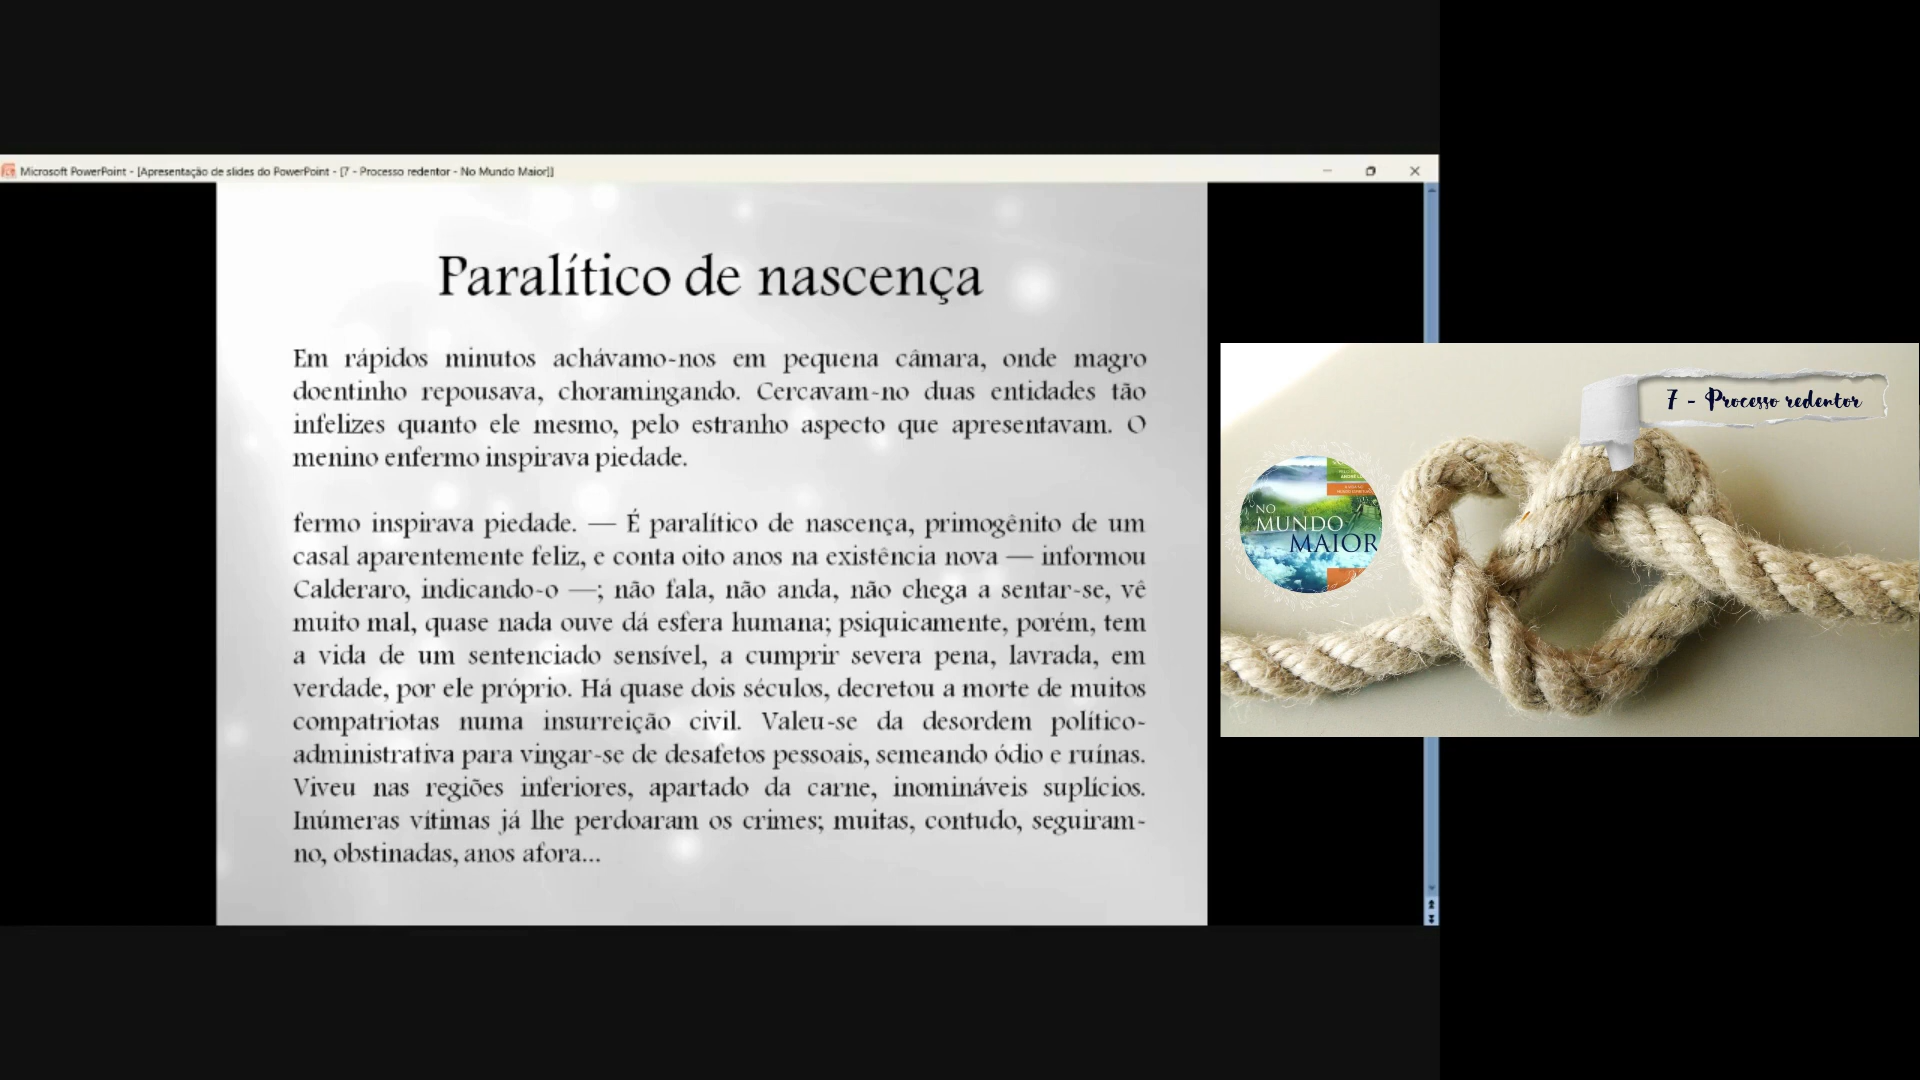 Microsoft PowerPoint - [Apresentação de slides do PowerPoint - [7 - Processo redentor - No Mundo Maior]]
Paralítico de nascença
Em rápidos minutos achávamo-nos em pequena câmara, onde magro
doentinho repousava, choramingando. Cercavam-no duas entidades tão
infelizes quanto ele mesmo, pelo estranho aspecto que apresentavam. O
menino enfermo inspirava piedade.
fermo inspirava piedade. — É paralítico de nascença, primogênito de um
casal aparentemente feliz, e conta oito anos na existência nova — informou
Calderaro, indicando-o —; não fala, não anda, não chega a sentar-se, vê
muito mal, quase nada ouve dá esfera humana; psiquicamente, porém, tem
a vida de um sentenciado sensível, a cumprir severa pena, lavrada, em
verdade, por ele próprio. Há quase dois séculos, decretou a morte de muitos
compatriotas numa insurreição civil. Valeu-se da desordem político-
administrativa para vingar-se de desafetos pessoais, semeando ódio e ruínas.
Viveu nas regiões inferiores, apartado da carne, inomináveis suplícios.
Inúmeras vítimas já lhe perdoaram os crimes; muitas, contudo, seguiram-
no, obstinadas, anos afora...
7 - Processo redentor
NO
MUNDO
MAIOR